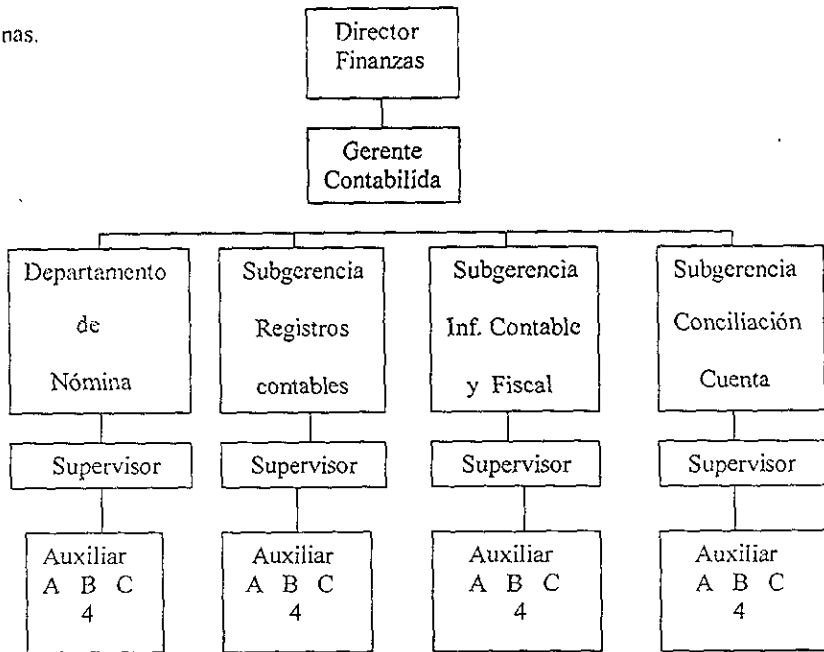 nas.
Director
Finanzas
Gerente
Contabilida
Departamento
de
Nómina
Subgerencia
Registros
contables
Subgerencia
Inf. Contable
y Fiscal
Subgerencia
Conciliación
Cuenta
Supervisor
Supervisor
Supervisor
Supervisor
Auxiliar
A B C
4
Auxiliar
A B C
4
Auxiliar
A B C
4
Auxiliar
A B C
4